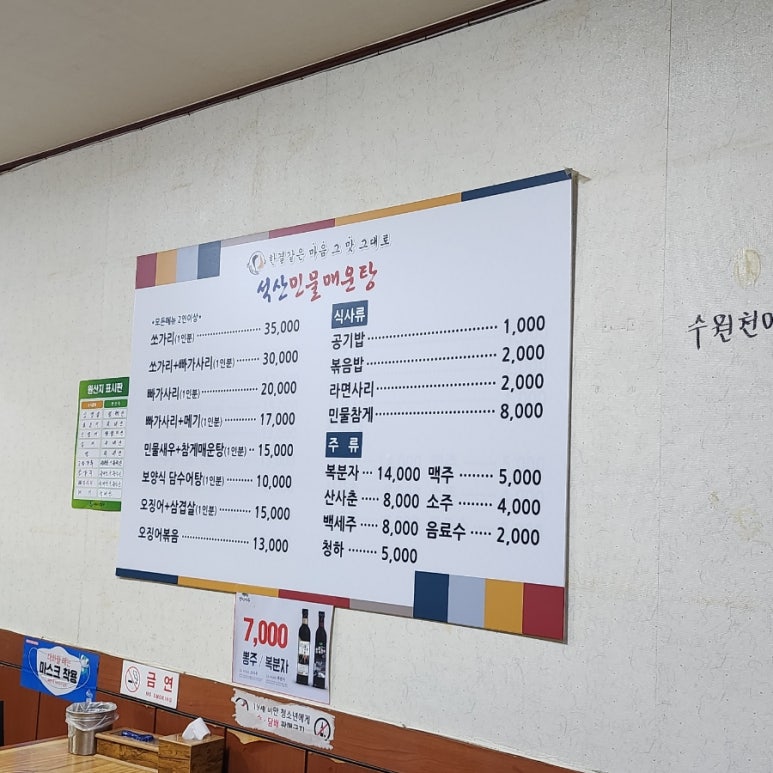 한결같은 마음 그 맛 그대로
석산민물매운탕
*모든메뉴 2인이상*
쏘가리(1인분) 35,000
쏘가리+빠가사리(1인분) 30,000
빠가사리(1인분) 20,000
빠가사리+메기(1인분) 17,000
민물새우+참게매운탕(1인분) 15,000
보양식 담수어탕(1인분) 10,000
오징어+삼겹살(1인분) 15,000
오징어볶음 13,000
식사류
공기밥 1,000
볶음밥 2,000
라면사리 2,000
민물참게 8,000
주 류
복분자 14,000 맥주 5,000
산사춘 8,000 소주 4,000
백세주 8,000 음료수 2,000
청하 5,000
수원천에
원산지 표시판
7,000
뽕주 / 복분자
마스크 착용
금 연
19세 미만 청소년에게